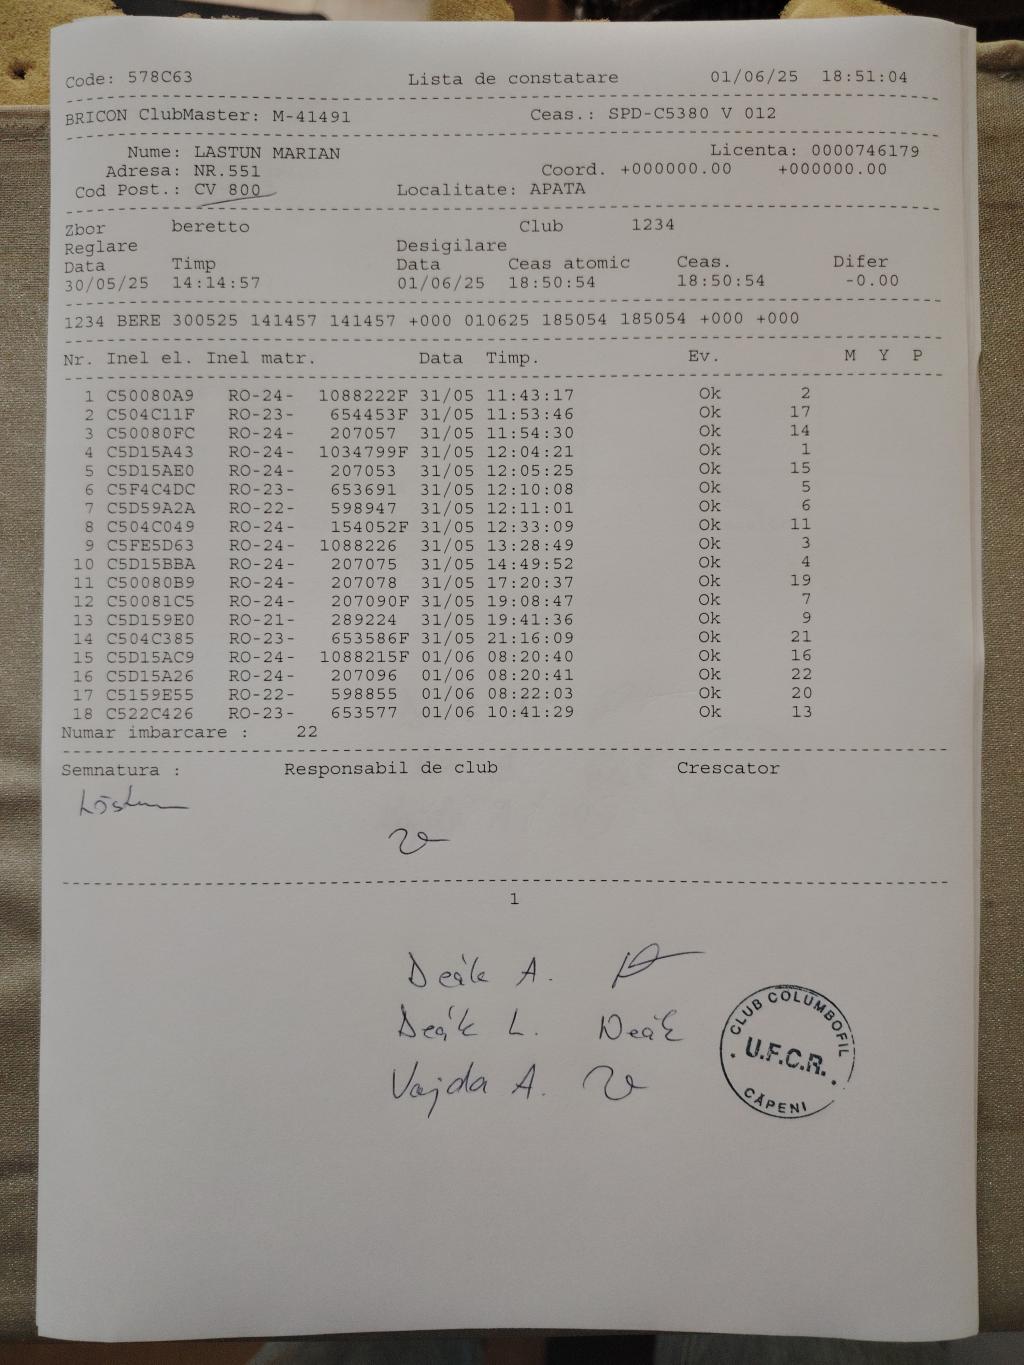 Code: 578C63 Lista de constatare 01/06/25 18:51:04
BRICON ClubMaster: M-41491 Ceas.: SPD-C5380 V 012
Nume: LASTUN MARIAN Licenta: 0000746179
Adresa: NR.551 Coord. +000000.00 +000000.00
Cod Post.: CV 800 Localitate: APATA
Zbor beretto Club 1234
Reglare Desigilare
Data Timp Data Ceas atomic Ceas. Difer
30/05/25 14:14:57 01/06/25 18:50:54 18:50:54 -0.00
1234 BERE 300525 141457 141457 +000 010625 185054 185054 +000 +000
Nr. Inel el. Inel matr. Data Timp. Ev. M Y P
1 C50080A9 RO-24- 1088222F 31/05 11:43:17 Ok 2
2 C504C11F RO-23- 654453F 31/05 11:53:46 Ok 17
3 C50080FC RO-24- 207057 31/05 11:54:30 Ok 14
4 C5D15A43 RO-24- 1034799F 31/05 12:04:21 Ok 1
5 C5D15AE0 RO-24- 207053 31/05 12:05:25 Ok 15
6 C5F4C4DC RO-23- 653691 31/05 12:10:08 Ok 5
7 C5D59A2A RO-22- 598947 31/05 12:11:01 Ok 6
8 C504C049 RO-24- 154052F 31/05 12:33:09 Ok 11
9 C5FE5D63 RO-24- 1088226 31/05 13:28:49 Ok 3
10 C5D15BBA RO-24- 207075 31/05 14:49:52 Ok 4
11 C50080B9 RO-24- 207078 31/05 17:20:37 Ok 19
12 C50081C5 RO-24- 207090F 31/05 19:08:47 Ok 7
13 C5D159E0 RO-21- 289224 31/05 19:41:36 Ok 9
14 C504C385 RO-23- 653586F 31/05 21:16:09 Ok 21
15 C5D15AC9 RO-24- 1088215F 01/06 08:20:40 Ok 16
16 C5D15A26 RO-24- 207096 01/06 08:20:41 Ok 22
17 C5159E55 RO-22- 598855 01/06 08:22:03 Ok 20
18 C522C426 RO-23- 653577 01/06 10:41:29 Ok 13
Numar imbarcare : 22
Semnatura : Responsabil de club Crescator
1
Deák A.
Deák L. Deák
Vajda A.
CLUB COLUMBOFIL
U.F.C.R.
CĂPENI